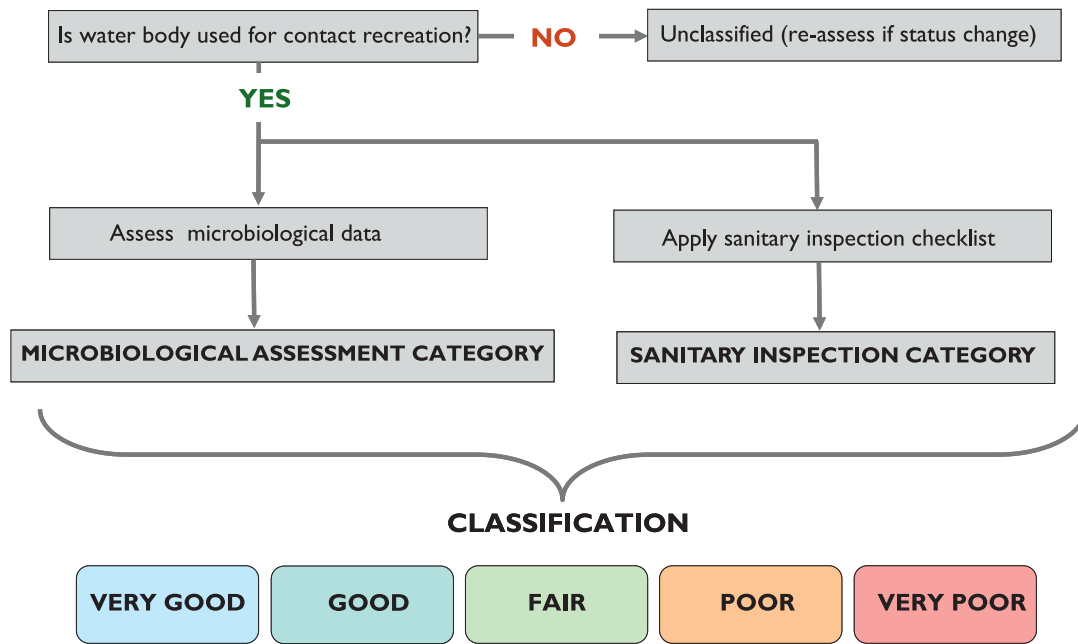 Is water body used for contact recreation?
NO
Unclassified (re-assess if status change)
YES
Assess microbiological data
Apply sanitary inspection checklist
MICROBIOLOGICAL ASSESSMENT CATEGORY
SANITARY INSPECTION CATEGORY
CLASSIFICATION
VERY GOOD
GOOD
FAIR
POOR
VERY POOR